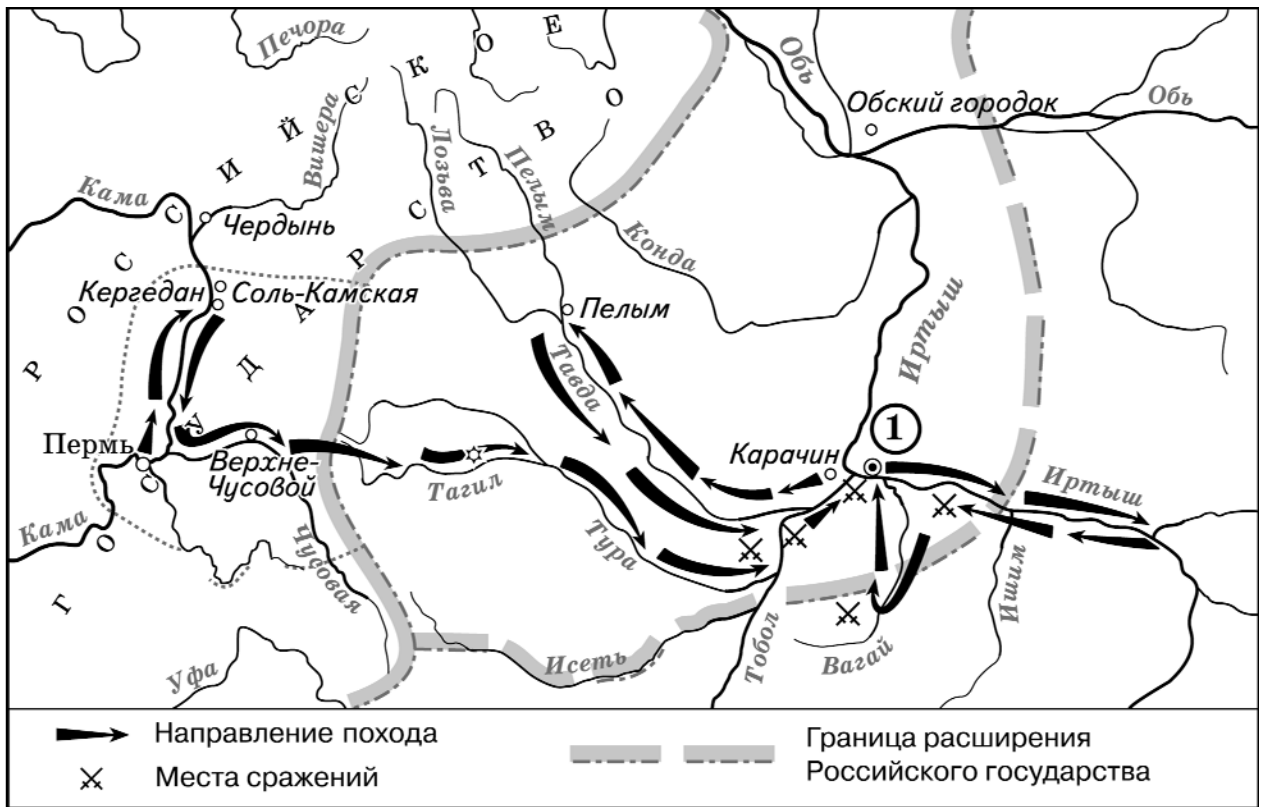 Печора
Обь
Обский городок
Обь
Вишера
Лозьва
Пелым
Кама
Чердынь
Конда
Кергедан
Соль-Камская
РОССИЙСКОЕ
ГОСУДАРСТВО
Пелым
Иртыш
Тавда
1
Пермь
Верхне-
Чусовой
Карачин
Тагил
Иртыш
Кама
Чусовая
Тура
Ишим
Уфа
Исеть
Тобол
Вагай
Направление похода
Места сражений
Граница расширения
Российского государства